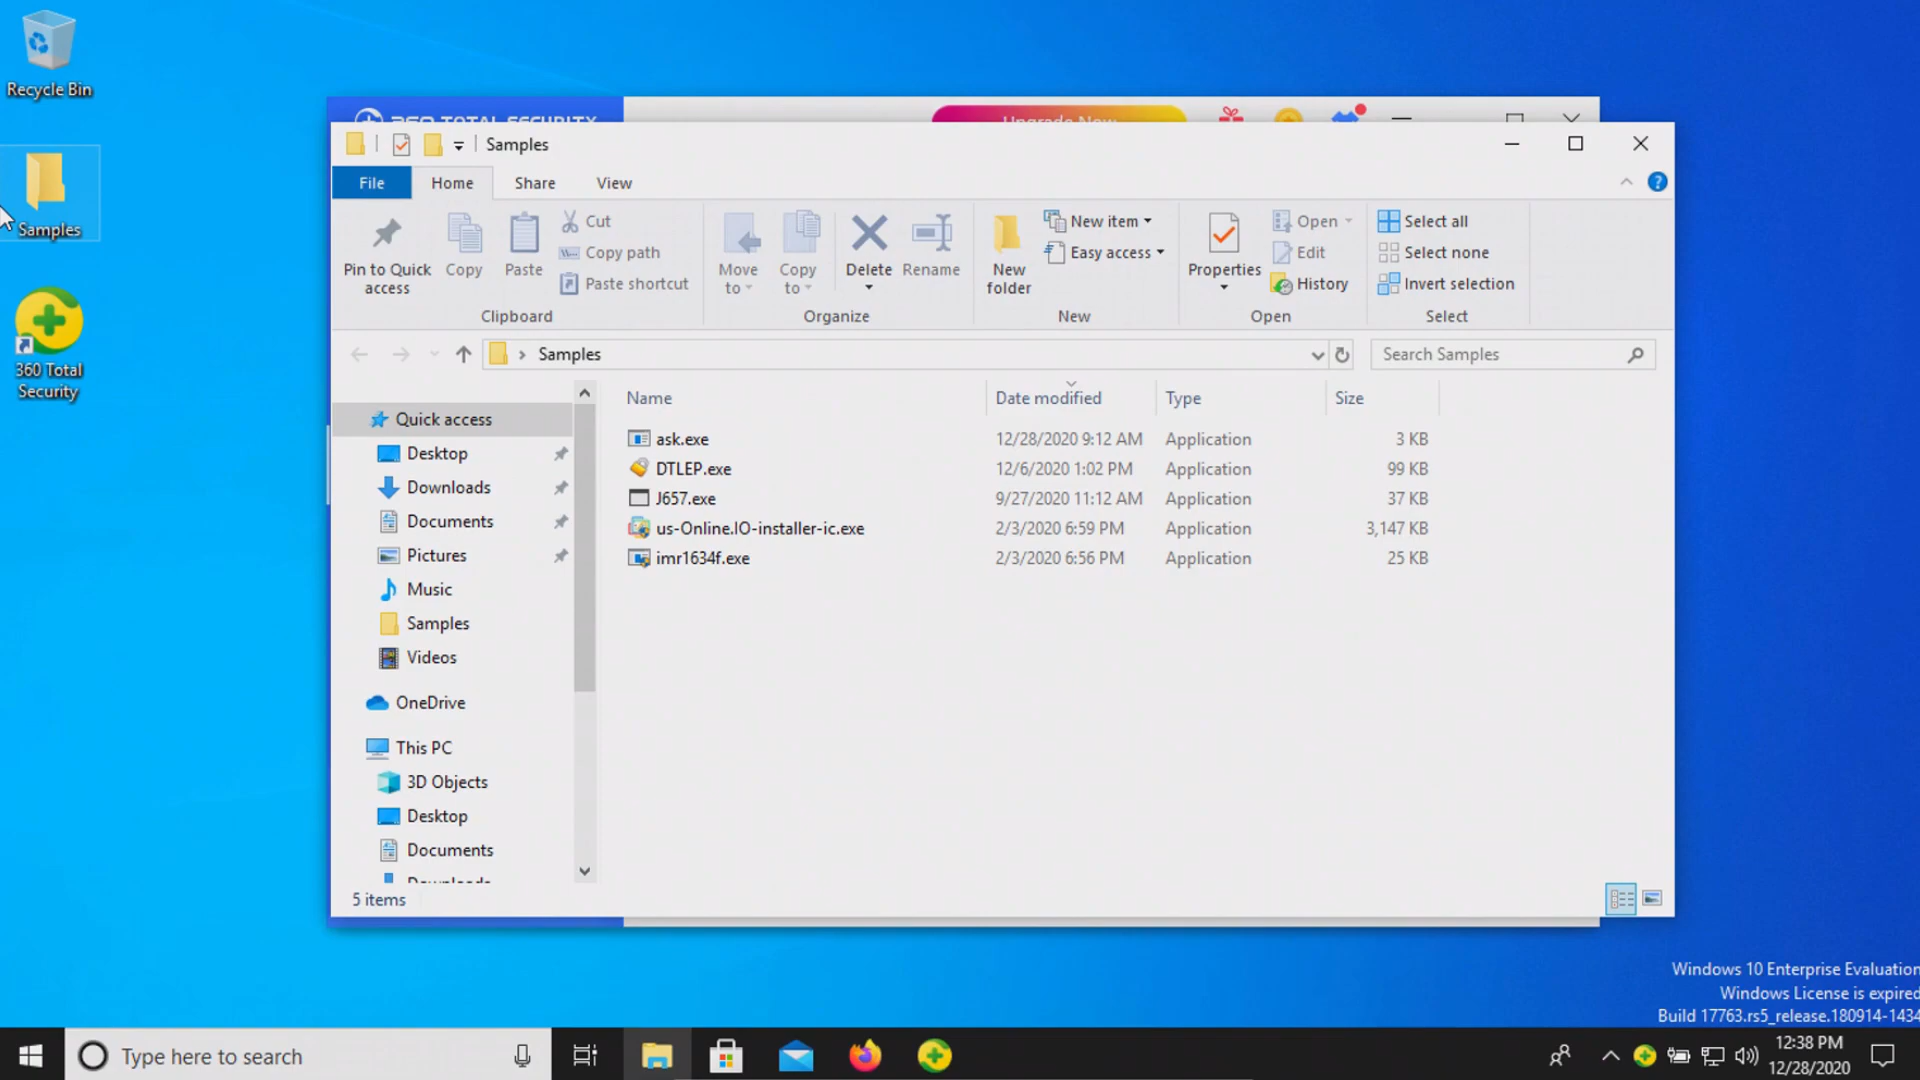 Recycle Bin
Samples
360 Total
Security
360 TOTAL SECURITY
Upgrade Now
Samples
File
Home
Share
View
Pin to Quick
access
Copy
Paste
Cut
Copy path
Paste shortcut
Clipboard
Move
to
Copy
to
Delete
Rename
Organize
New
folder
New item
Easy access
New
Properties
Open
Edit
History
Open
Select all
Select none
Invert selection
Select
Samples
Search Samples
Quick access
Desktop
Downloads
Documents
Pictures
Music
Samples
Videos
OneDrive
This PC
3D Objects
Desktop
Documents
Downloads
Name Date modified Type Size
ask.exe 12/28/2020 9:12 AM Application 3 KB
DTLEP.exe 12/6/2020 1:02 PM Application 99 KB
J657.exe 9/27/2020 11:12 AM Application 37 KB
us-Online.IO-installer-ic.exe 2/3/2020 6:59 PM Application 3,147 KB
imr1634f.exe 2/3/2020 6:56 PM Application 25 KB
5 items
Windows 10 Enterprise Evaluation
Windows License is expired
Build 17763.rs5_release.180914-1434
Type here to search
12:38 PM
12/28/2020